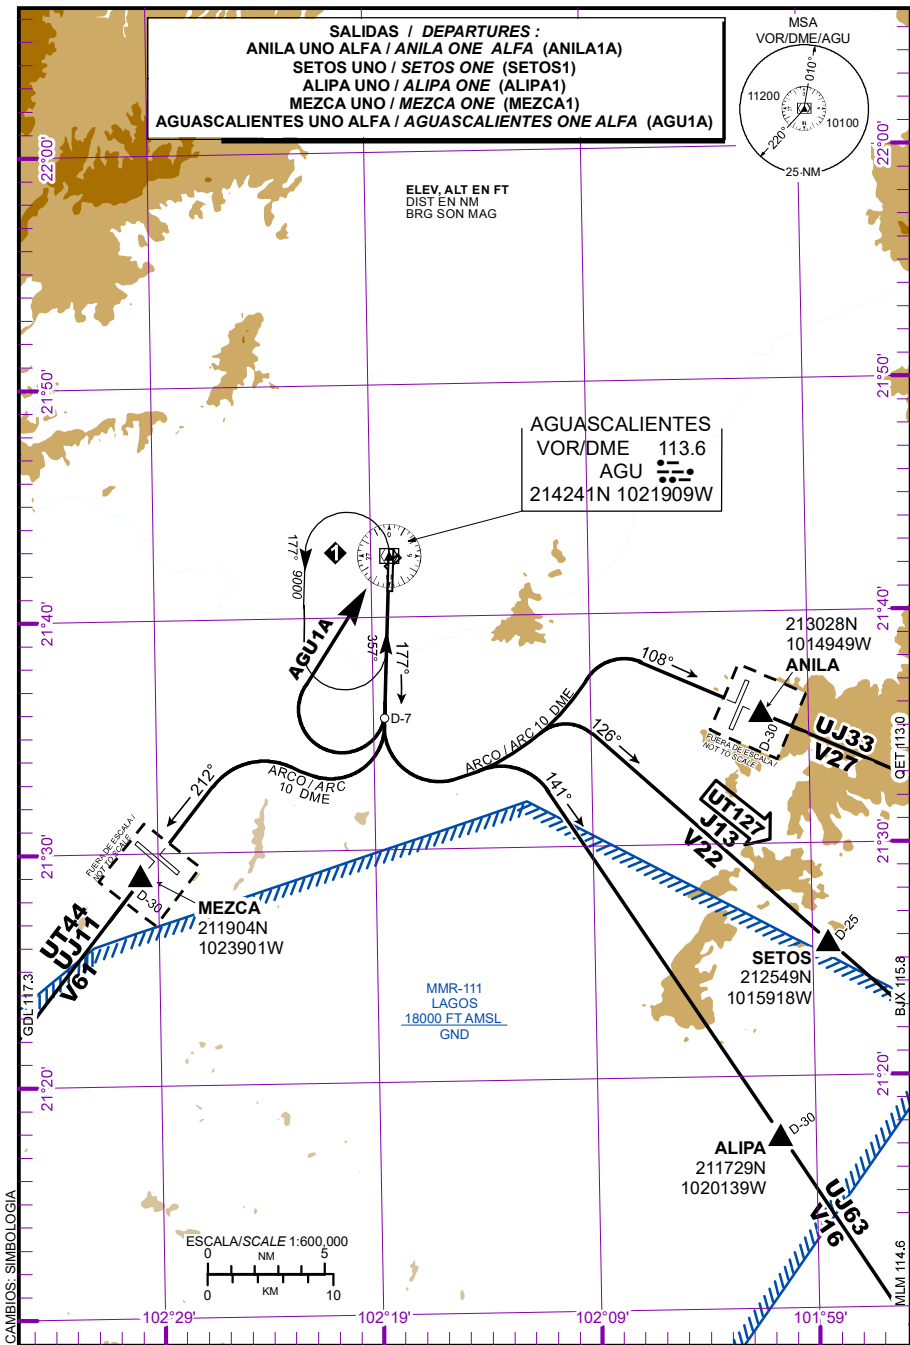 SALIDAS / DEPARTURES :
ANILA UNO ALFA / ANILA ONE ALFA (ANILA1A)
SETOS UNO / SETOS ONE (SETOS1)
ALIPA UNO / ALIPA ONE (ALIPA1)
MEZCA UNO / MEZCA ONE (MEZCA1)
AGUASCALIENTES UNO ALFA / AGUASCALIENTES ONE ALFA (AGU1A)
MSA
VOR/DME/AGU
010°
11200
10100
220°
25 NM
22°00'
22°00'
ELEV, ALT EN FT
DIST EN NM
BRG SON MAG
21°50'
21°50'
AGUASCALIENTES
VOR/DME 113.6
AGU
214241N 1021909W
1
177° 9000
21°40'
21°40'
AGU1A
357°
177°
D-7
213028N
1014949W
ANILA
108°
D-30
FUERA DE ESCALA /
NOT TO SCALE
UJ33
V27
QET 113.0
ARCO / ARC 10 DME
126°
ARCO / ARC
10 DME
212°
141°
UT127
J13
V22
21°30'
21°30'
FUERA DE ESCALA /
NOT TO SCALE
D-30
MEZCA
211904N
1023901W
UT44
UJ11
V61
GDL 117.3
D-25
SETOS
212549N
1015918W
BJX 115.8
MMR-111
LAGOS
18000 FT AMSL
GND
21°20'
21°20'
D-30
ALIPA
211729N
1020139W
UJ63
V16
MLM 114.6
ESCALA/SCALE 1:600,000
0 NM 5
0 KM 10
102°29'
102°19'
102°09'
101°59'
CAMBIOS: SIMBOLOGIA